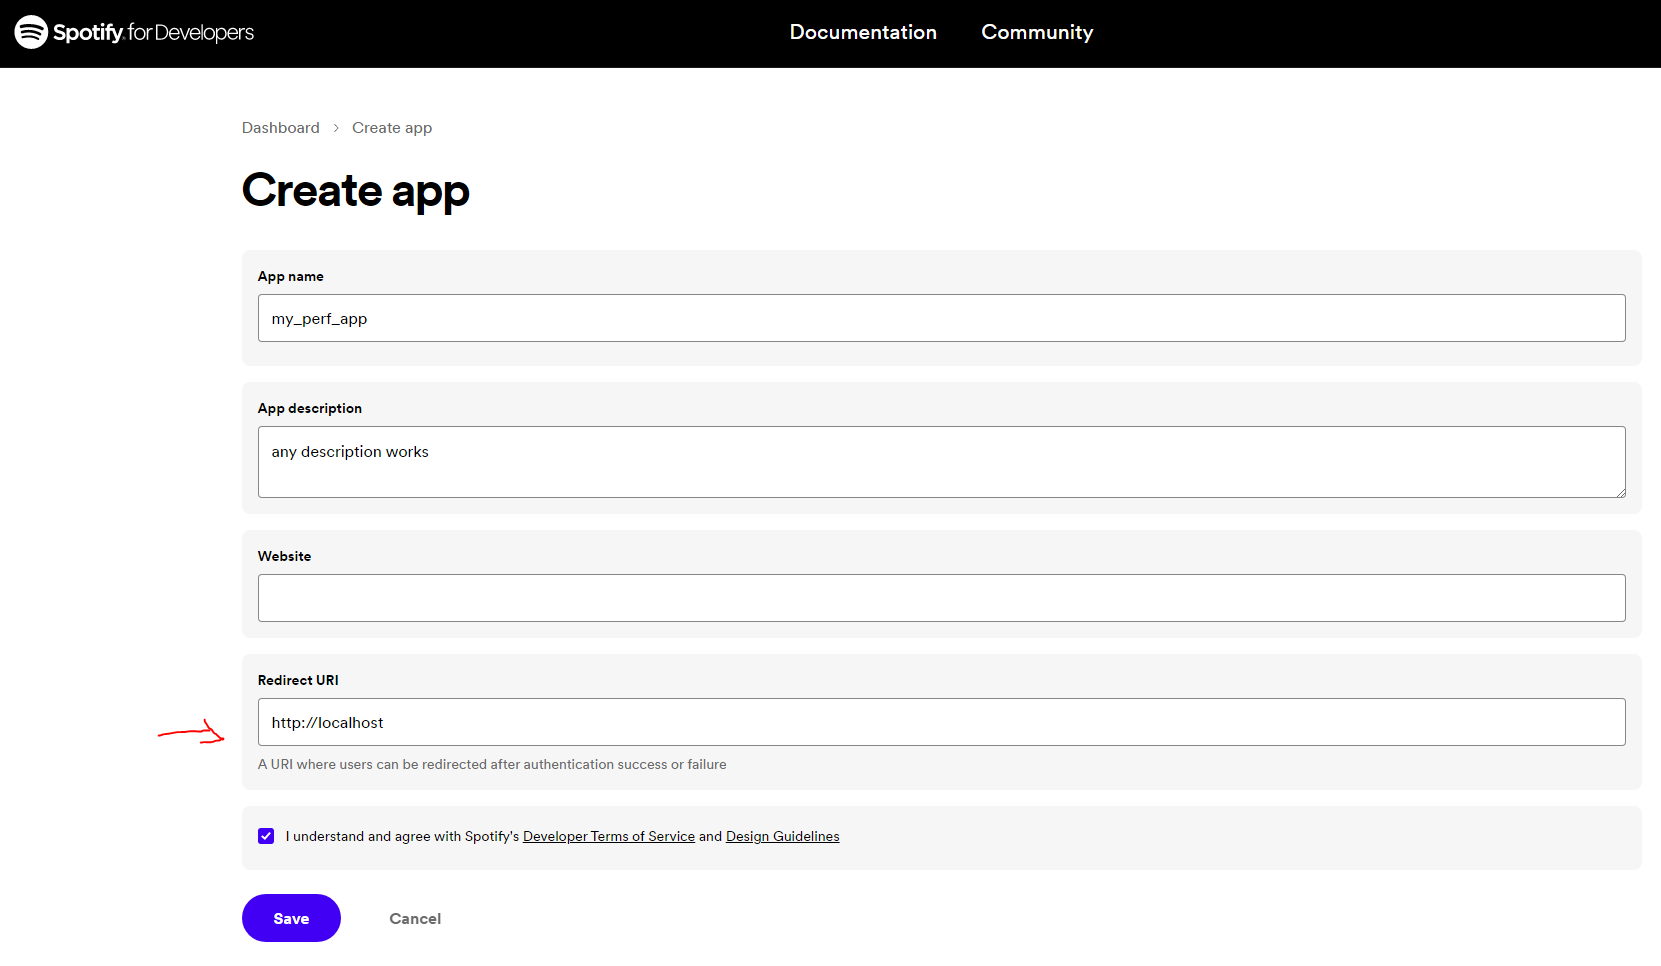 Spotify for Developers
Documentation
Community
Dashboard > Create app
Create app
App name
my_perf_app
App description
any description works
Website
Redirect URI
http://localhost
A URI where users can be redirected after authentication success or failure
I understand and agree with Spotify's Developer Terms of Service and Design Guidelines
Save
Cancel